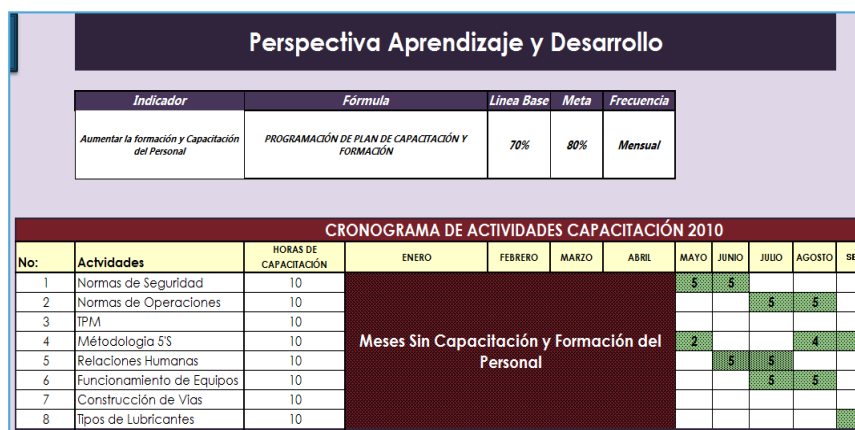 Perspectiva Aprendizaje y Desarrollo
Indicador Fórmula Linea Base Meta Frecuencia
Aumentar la formación y Capacitación del Personal PROGRAMACIÓN DE PLAN DE CAPACITACIÓN Y FORMACIÓN 70% 80% Mensual
CRONOGRAMA DE ACTIVIDADES CAPACITACIÓN 2010
No: Actvidades HORAS DE CAPACITACIÓN ENERO FEBRERO MARZO ABRIL MAYO JUNIO JULIO AGOSTO SE
1 Normas de Seguridad 10 5 5
2 Normas de Operaciones 10 5 5
3 TPM 10
4 Métodologia 5'S 10 2 4
Meses Sin Capacitación y Formación del Personal
5 Relaciones Humanas 10 5 5
6 Funcionamiento de Equipos 10 5 5
7 Construcción de Vias 10
8 Tipos de Lubricantes 10